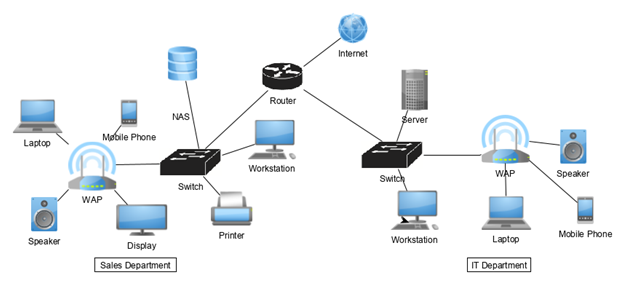 Internet
Router
NAS
Server
Laptop
Mobile Phone
Switch
Workstation
WAP
Speaker
Display
Printer
Sales Department
Switch
WAP
Speaker
Workstation
Laptop
Mobile Phone
IT Department